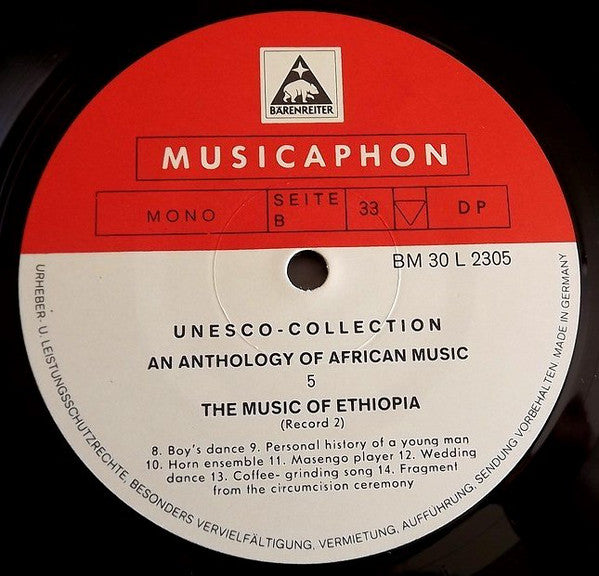 BÄRENREITER
MUSICAPHON
MONO
SEITE
B
33
DP
BM 30 L 2305
UNESCO-COLLECTION
AN ANTHOLOGY OF AFRICAN MUSIC
5
THE MUSIC OF ETHIOPIA
(Record 2)
8. Boy's dance 9. Personal history of a young man
10. Horn ensemble 11. Masengo player 12. Wedding
dance 13. Coffee- grinding song 14. Fragment
from the circumcision ceremony
URHEBER- U. LEISTUNGSSCHUTZRECHTE, BESONDERS VERVIELFÄLTIGUNG, VERMIETUNG, AUFFÜHRUNG, SENDUNG VORBEHALTEN. MADE IN GERMANY